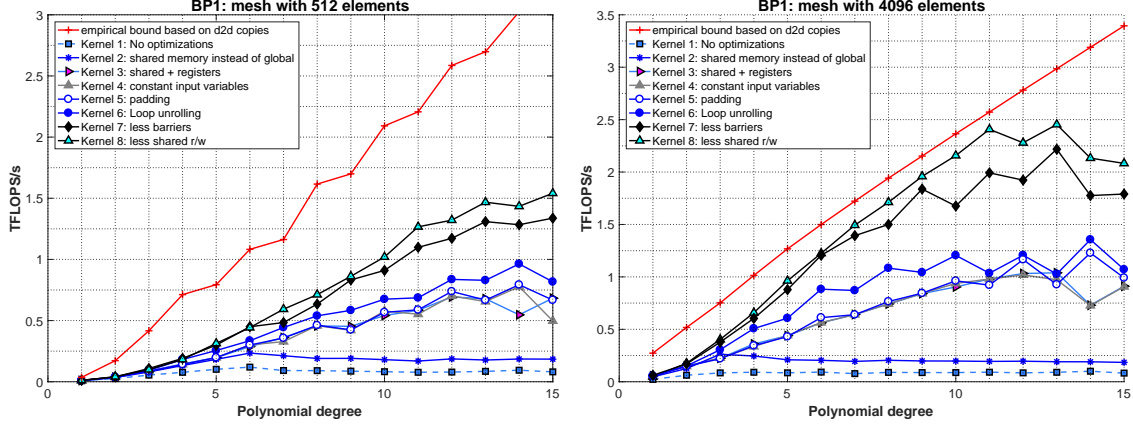 BP1: mesh with 512 elements
TFLOPS/s
3
2.5
2
1.5
1
0.5
0
empirical bound based on d2d copies
Kernel 1: No optimizations
Kernel 2: shared memory instead of global
Kernel 3: shared + registers
Kernel 4: constant input variables
Kernel 5: padding
Kernel 6: Loop unrolling
Kernel 7: less barriers
Kernel 8: less shared r/w
0 5 10 15
Polynomial degree
BP1: mesh with 4096 elements
TFLOPS/s
3.5
3
2.5
2
1.5
1
0.5
0
empirical bound based on d2d copies
Kernel 1: No optimizations
Kernel 2: shared memory instead of global
Kernel 3: shared + registers
Kernel 4: constant input variables
Kernel 5: padding
Kernel 6: Loop unrolling
Kernel 7: less barriers
Kernel 8: less shared r/w
0 5 10 15
Polynomial degree